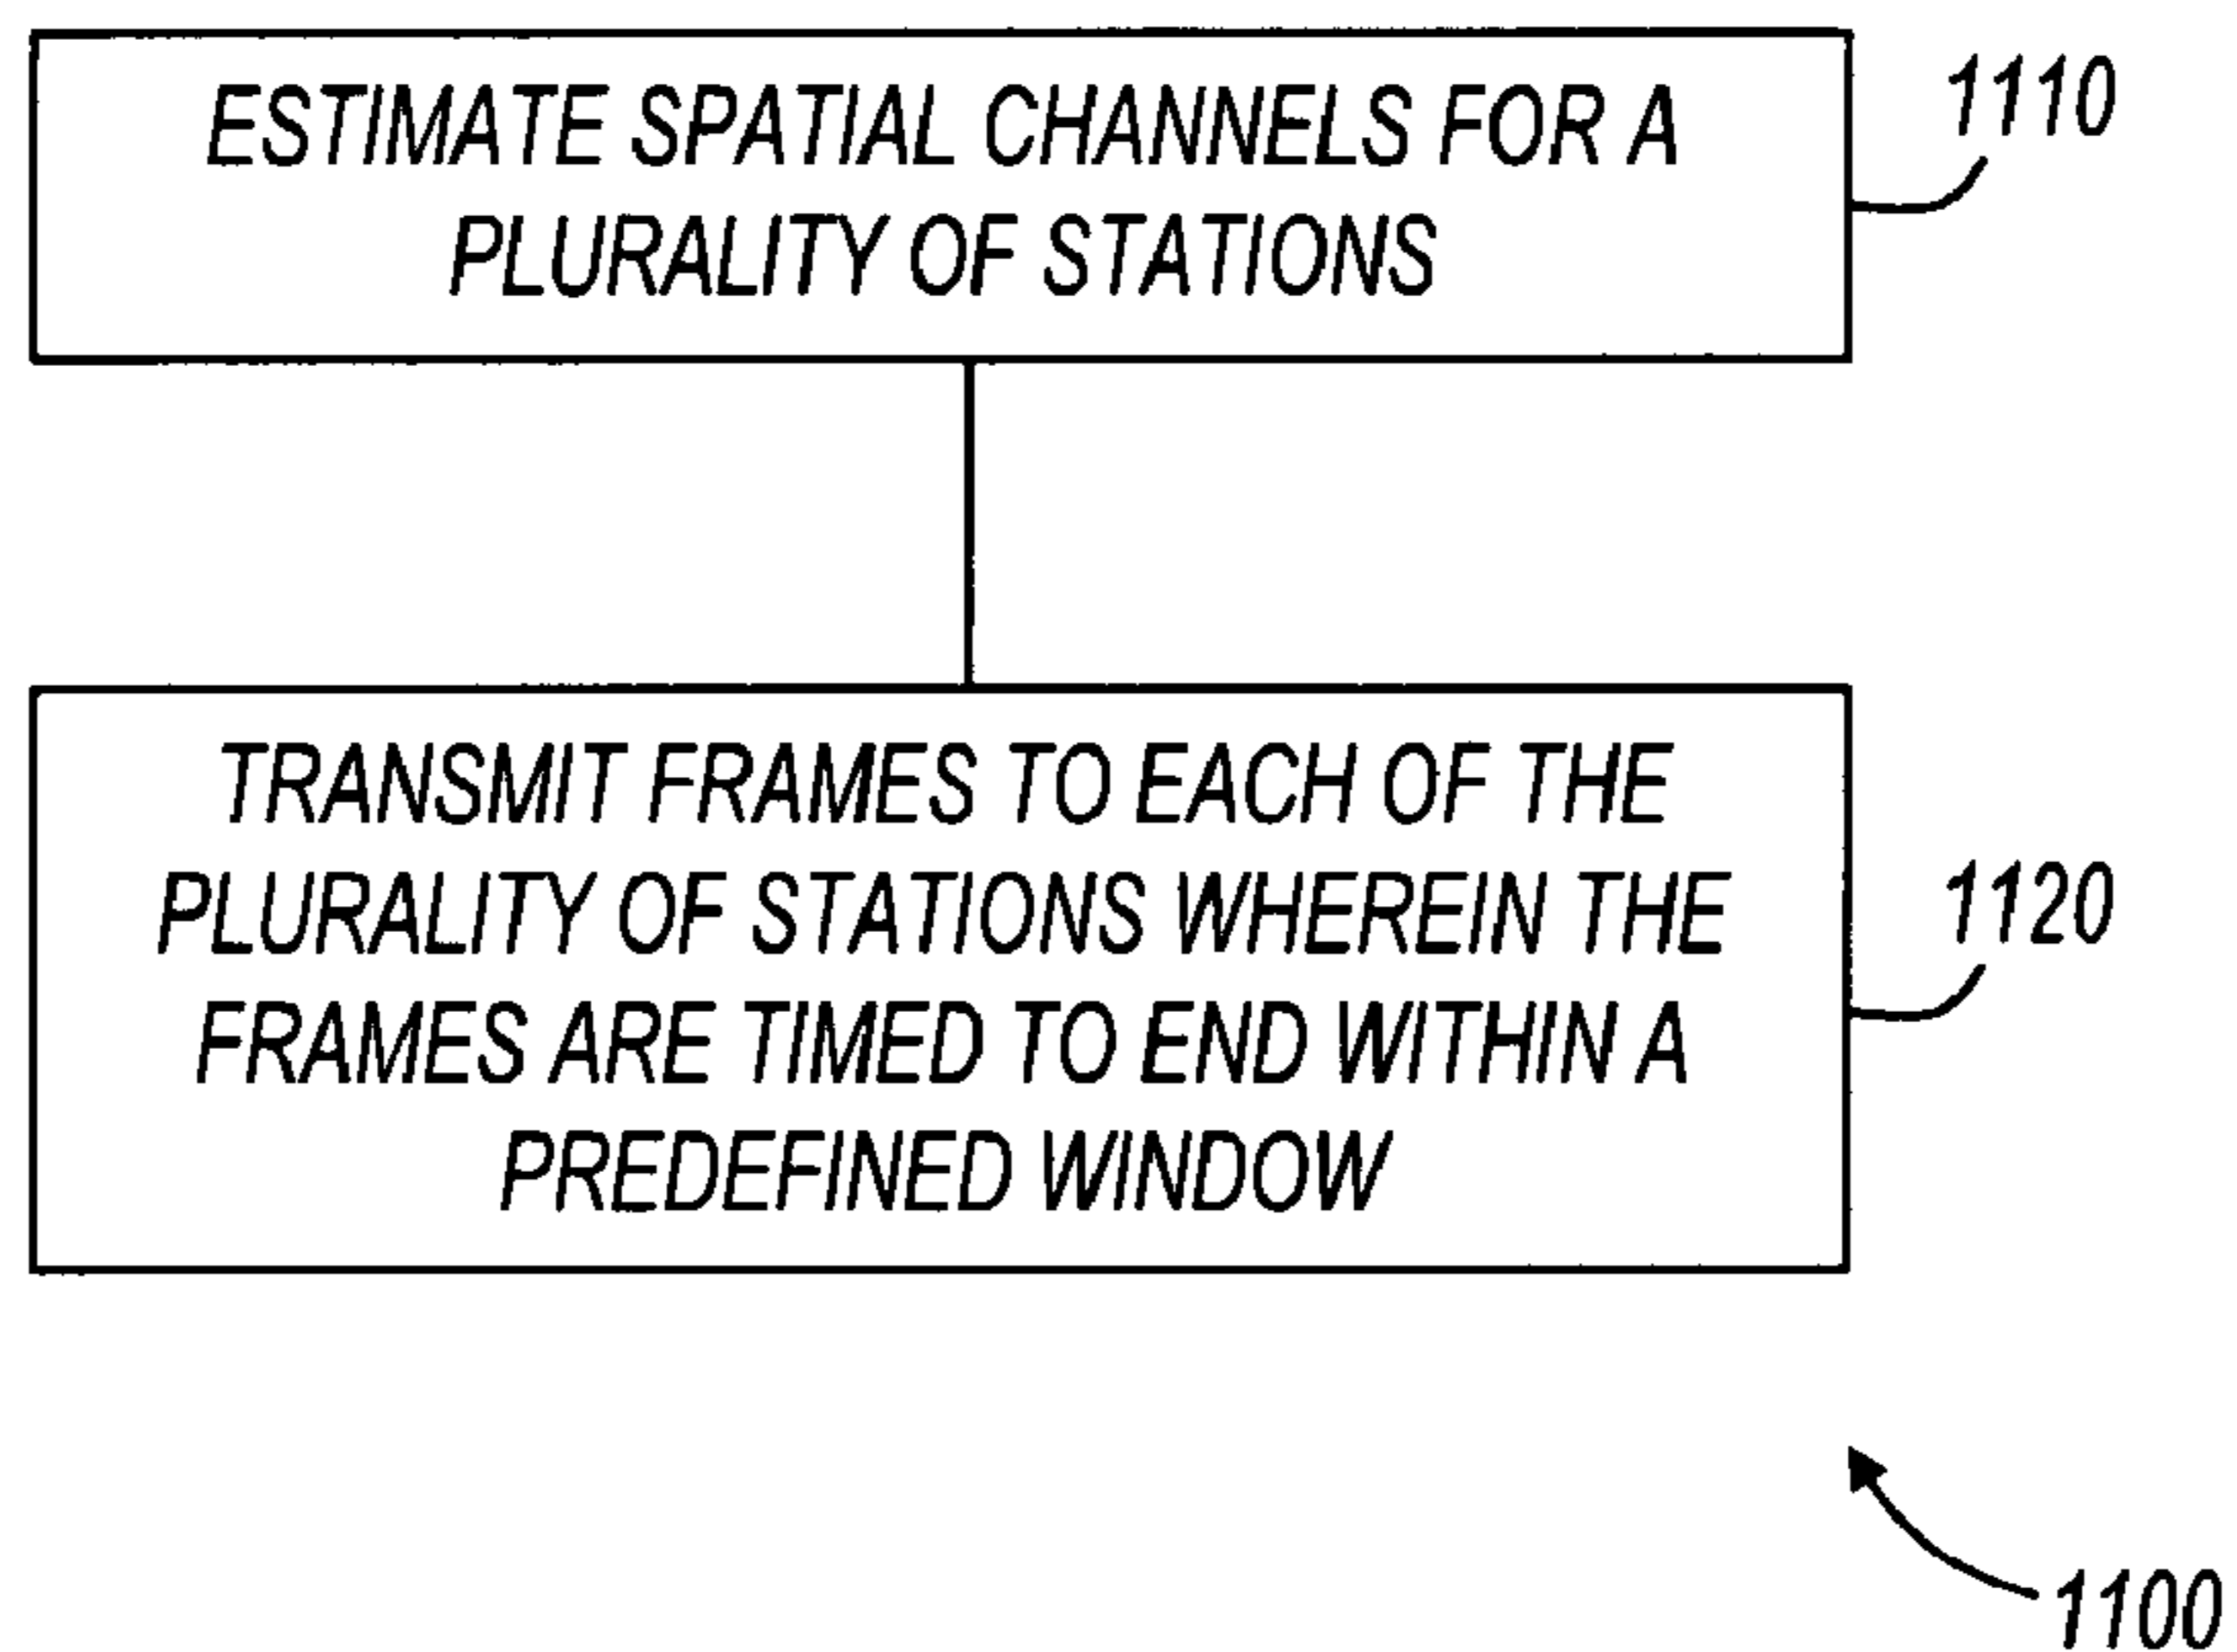 ESTIMATE SPATIAL CHANNELS FOR A
PLURALITY OF STATIONS
1110
TRANSMIT FRAMES TO EACH OF THE
PLURALITY OF STATIONS WHEREIN THE
FRAMES ARE TIMED TO END WITHIN A
PREDEFINED WINDOW
1120
1100